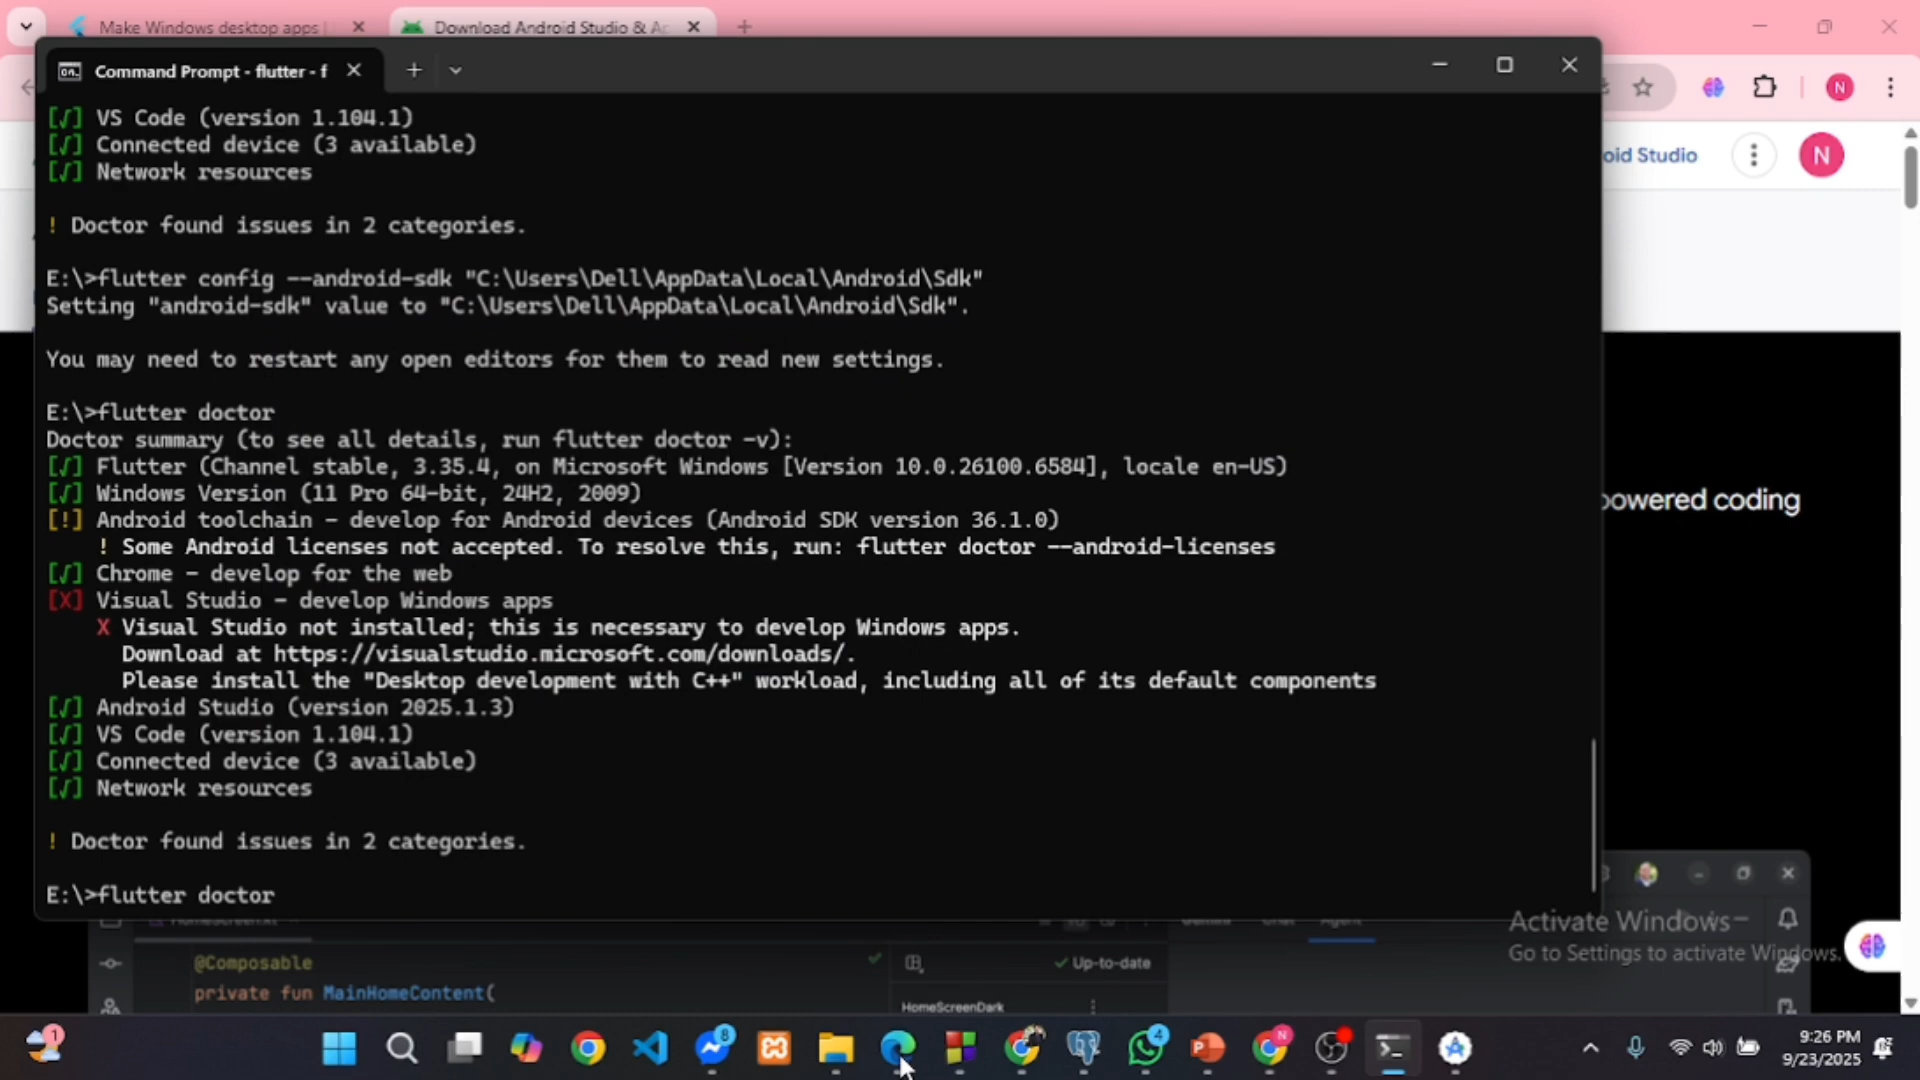 Make Windows desktop apps
Download Android Studio & A
Command Prompt - flutter - f
[√] VS Code (version 1.104.1)
[√] Connected device (3 available)
[√] Network resources
! Doctor found issues in 2 categories.
E:\>flutter config --android-sdk "C:\Users\Dell\AppData\Local\Android\Sdk"
Setting "android-sdk" value to "C:\Users\Dell\AppData\Local\Android\Sdk".
You may need to restart any open editors for them to read new settings.
E:\>flutter doctor
Doctor summary (to see all details, run flutter doctor -v):
[√] Flutter (Channel stable, 3.35.4, on Microsoft Windows [Version 10.0.26100.6584], locale en-US)
[√] Windows Version (11 Pro 64-bit, 24H2, 2009)
[!] Android toolchain - develop for Android devices (Android SDK version 36.1.0)
! Some Android licenses not accepted. To resolve this, run: flutter doctor --android-licenses
[√] Chrome - develop for the web
[X] Visual Studio - develop Windows apps
X Visual Studio not installed; this is necessary to develop Windows apps.
Download at https://visualstudio.microsoft.com/downloads/.
Please install the "Desktop development with C++" workload, including all of its default components
[√] Android Studio (version 2025.1.3)
[√] VS Code (version 1.104.1)
[√] Connected device (3 available)
[√] Network resources
! Doctor found issues in 2 categories.
E:\>flutter doctor
N
oid Studio
N
powered coding
Activate Windows
Go to Settings to activate Windows.
@Composable
private fun MainHomeContent(
Up-to-date
HomeScreenDark
1
8
4
N
9:26 PM
9/23/2025